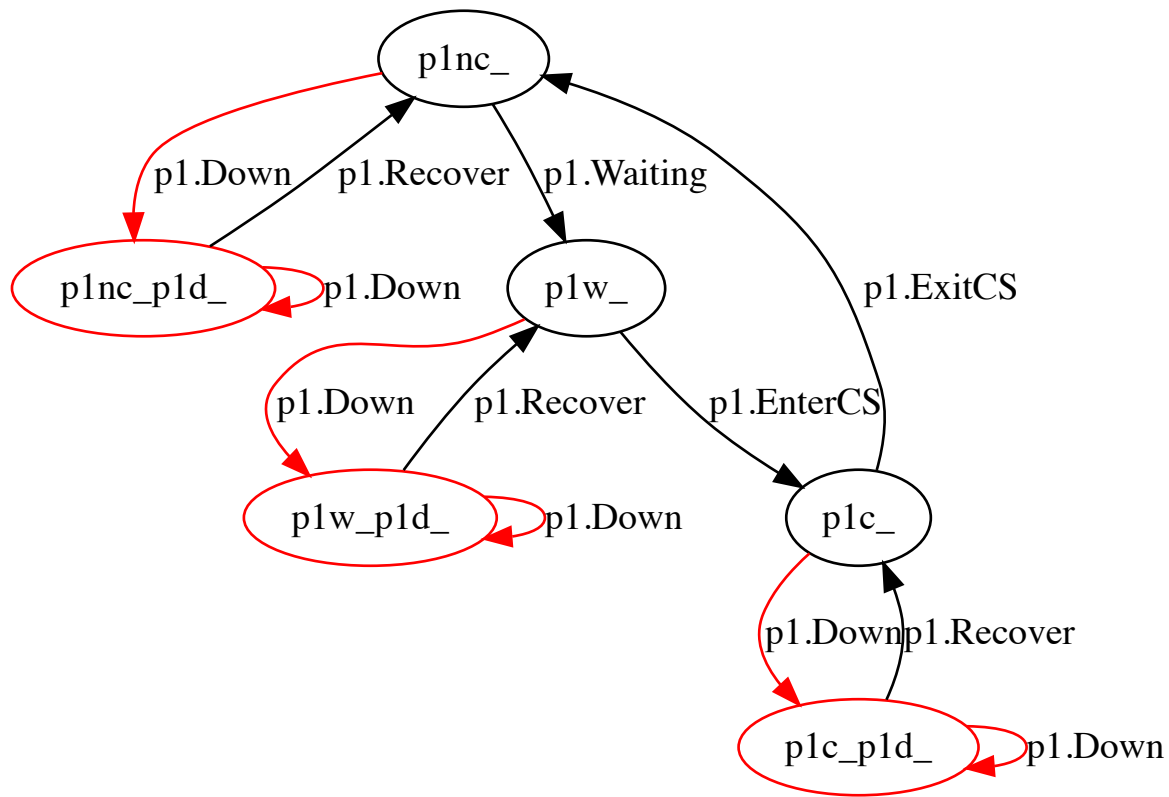 p1nc_
p1.Down
p1.Recover
p1.Waiting
p1nc_p1d_
p1.Down
p1w_
p1.ExitCS
p1.Down
p1.Recover
p1.EnterCS
p1w_p1d_
p1.Down
p1c_
p1.Down
p1.Recover
p1c_p1d_
p1.Down